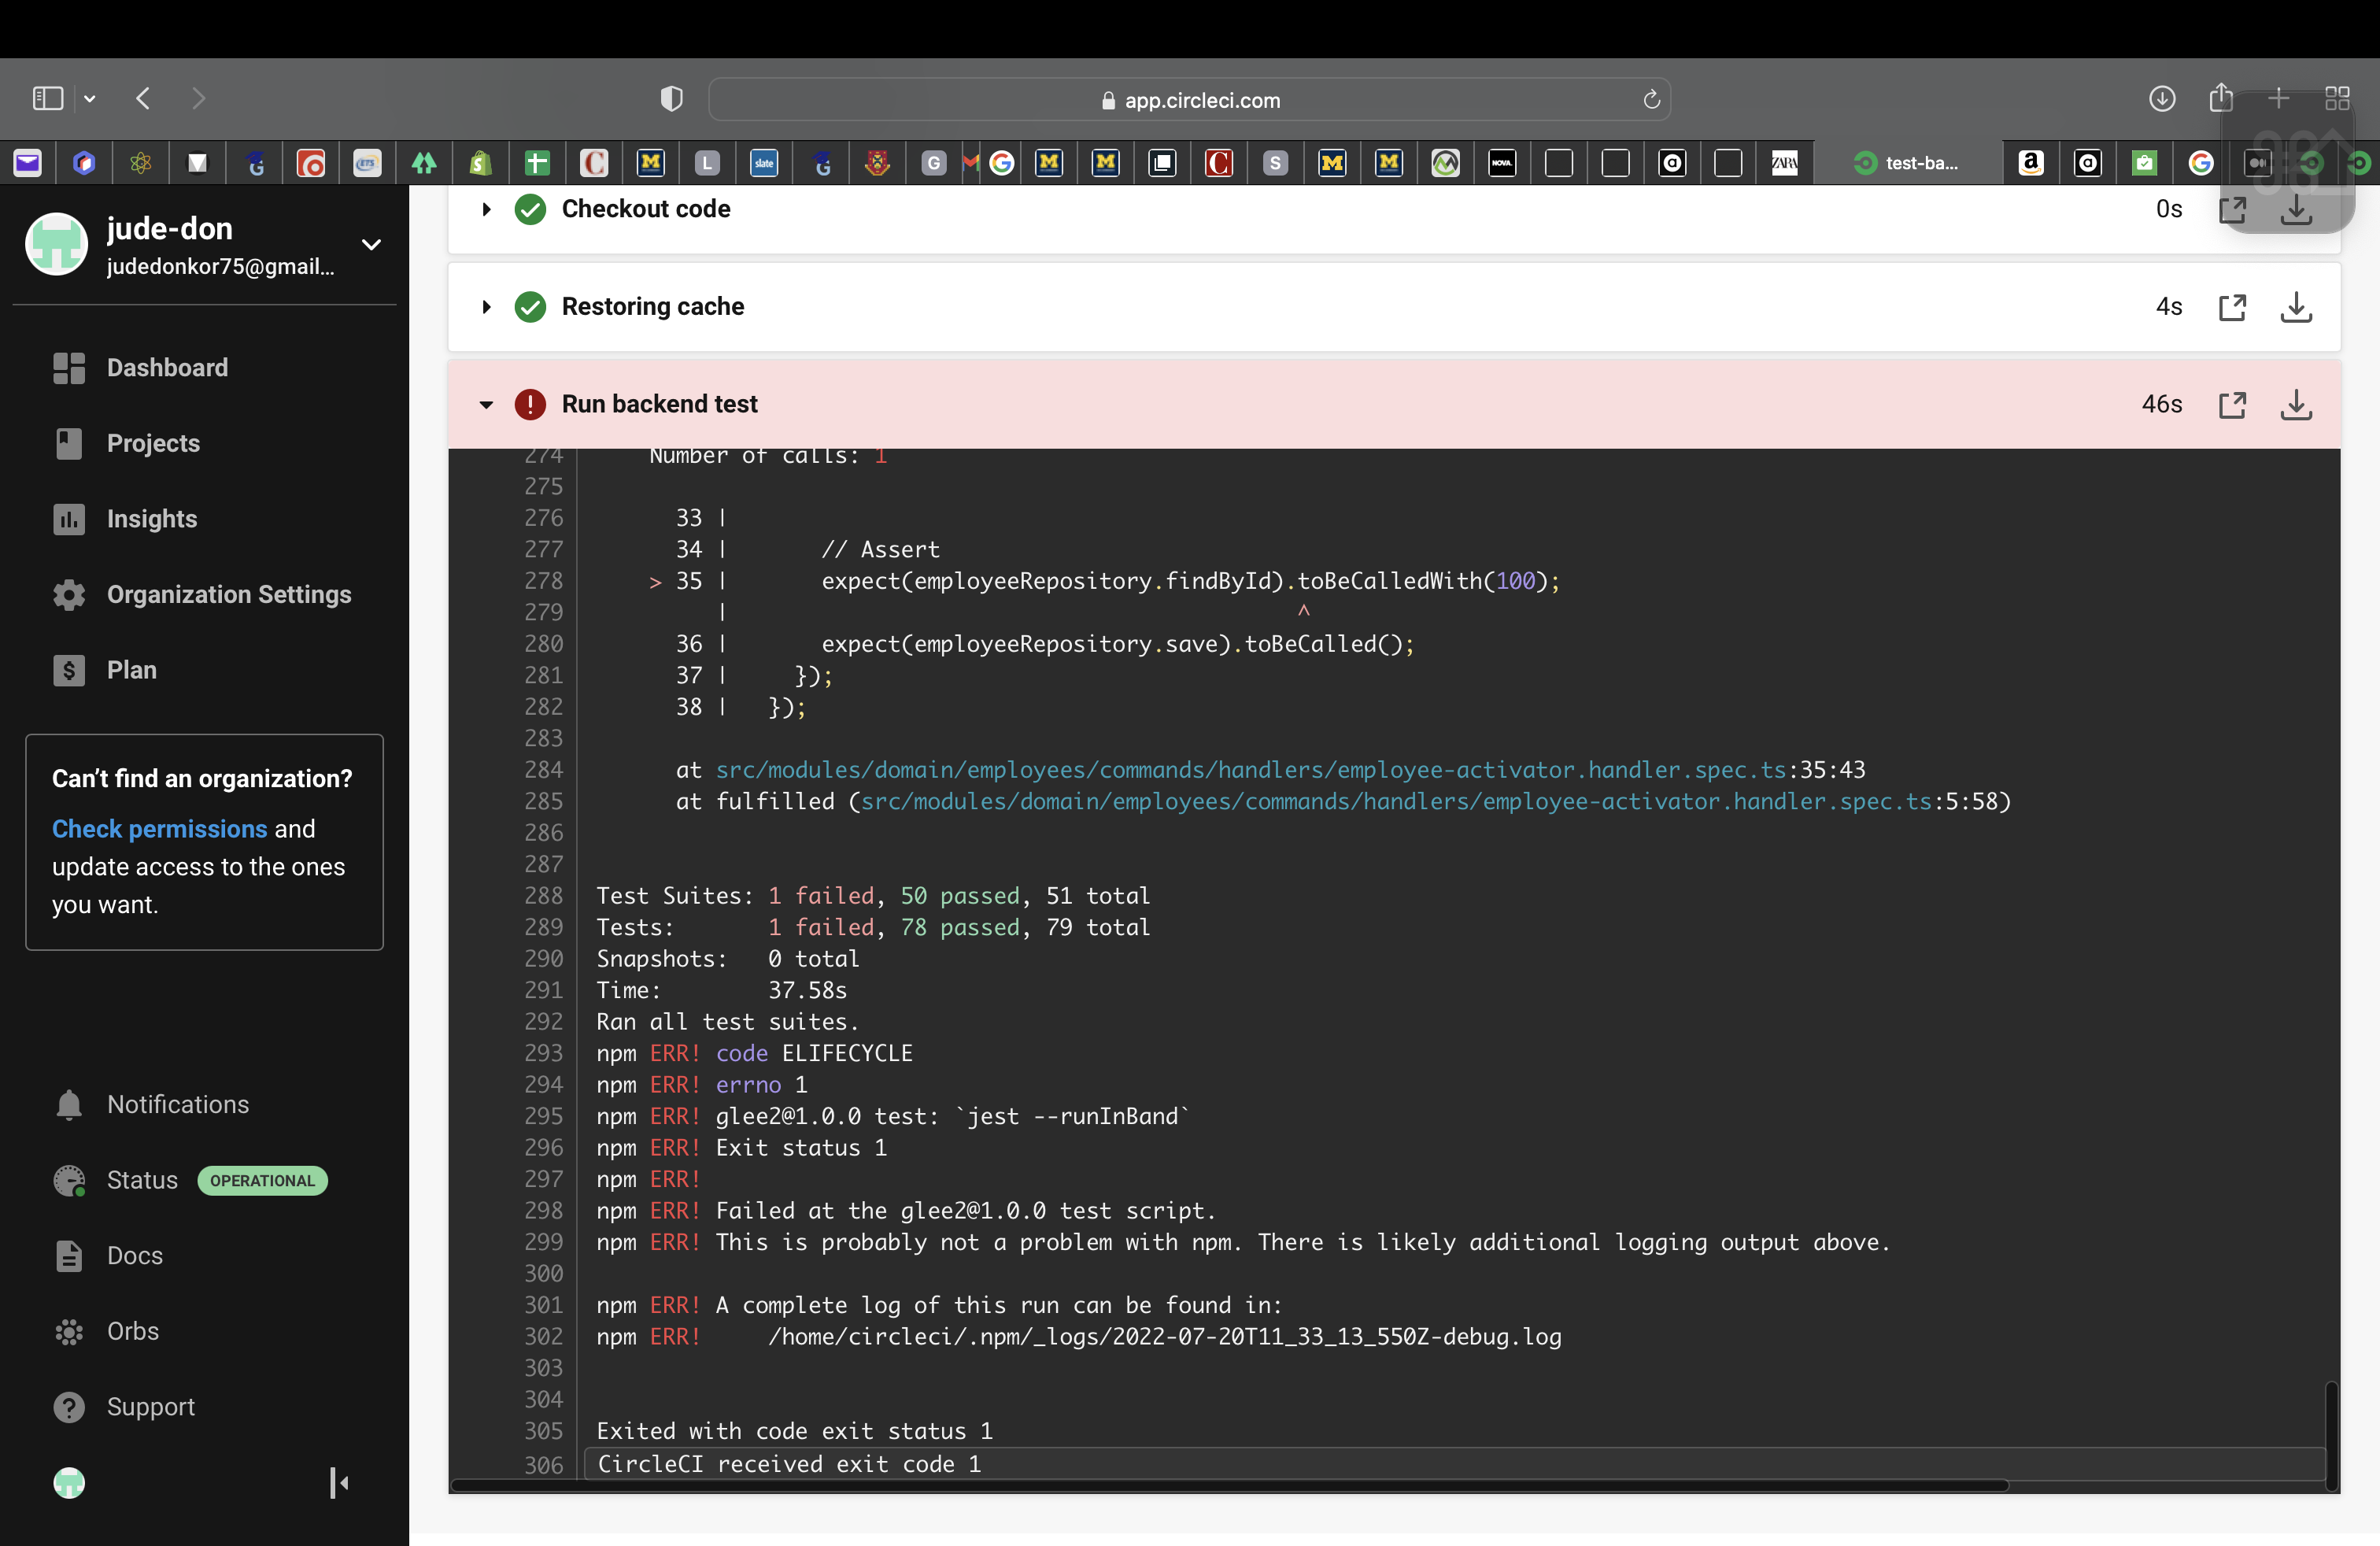 app.circleci.com
L
slate
G
G
M
M
G
G
M
M
C
S
M
M
NOVA.
a
ZARA
test-ba...
a
a
G
jude-don
judedonkor75@gmail...
Dashboard
Projects
Insights
Organization Settings
Plan
Can’t find an organization?
Check permissions and
update access to the ones
you want.
Notifications
Status OPERATIONAL
Docs
Orbs
Support
Checkout code 0s
Restoring cache 4s
Run backend test 46s
274 Number of calls: 1
275
276 33 |
277 34 | // Assert
278 > 35 | expect(employeeRepository.findById).toBeCalledWith(100);
279 | ^
280 36 | expect(employeeRepository.save).toBeCalled();
281 37 | });
282 38 | });
283
284 at src/modules/domain/employees/commands/handlers/employee-activator.handler.spec.ts:35:43
285 at fulfilled (src/modules/domain/employees/commands/handlers/employee-activator.handler.spec.ts:5:58)
286
287
288 Test Suites: 1 failed, 50 passed, 51 total
289 Tests: 1 failed, 78 passed, 79 total
290 Snapshots: 0 total
291 Time: 37.58s
292 Ran all test suites.
293 npm ERR! code ELIFECYCLE
294 npm ERR! errno 1
295 npm ERR! glee2@1.0.0 test: `jest --runInBand`
296 npm ERR! Exit status 1
297 npm ERR!
298 npm ERR! Failed at the glee2@1.0.0 test script.
299 npm ERR! This is probably not a problem with npm. There is likely additional logging output above.
300
301 npm ERR! A complete log of this run can be found in:
302 npm ERR! /home/circleci/.npm/_logs/2022-07-20T11_33_13_550Z-debug.log
303
304
305 Exited with code exit status 1
306 CircleCI received exit code 1